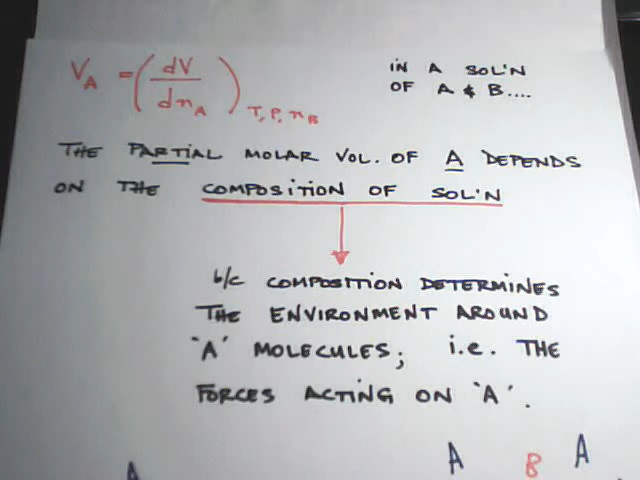 V_A = (dV/dn_A)_T,P,n_B
IN A SOL'N
OF A & B....
THE PARTIAL MOLAR VOL. OF A DEPENDS
ON THE COMPOSITION OF SOL'N
b/c COMPOSITION DETERMINES
THE ENVIRONMENT AROUND
'A' MOLECULES; i.e. THE
FORCES ACTING ON 'A'.
A B A
A